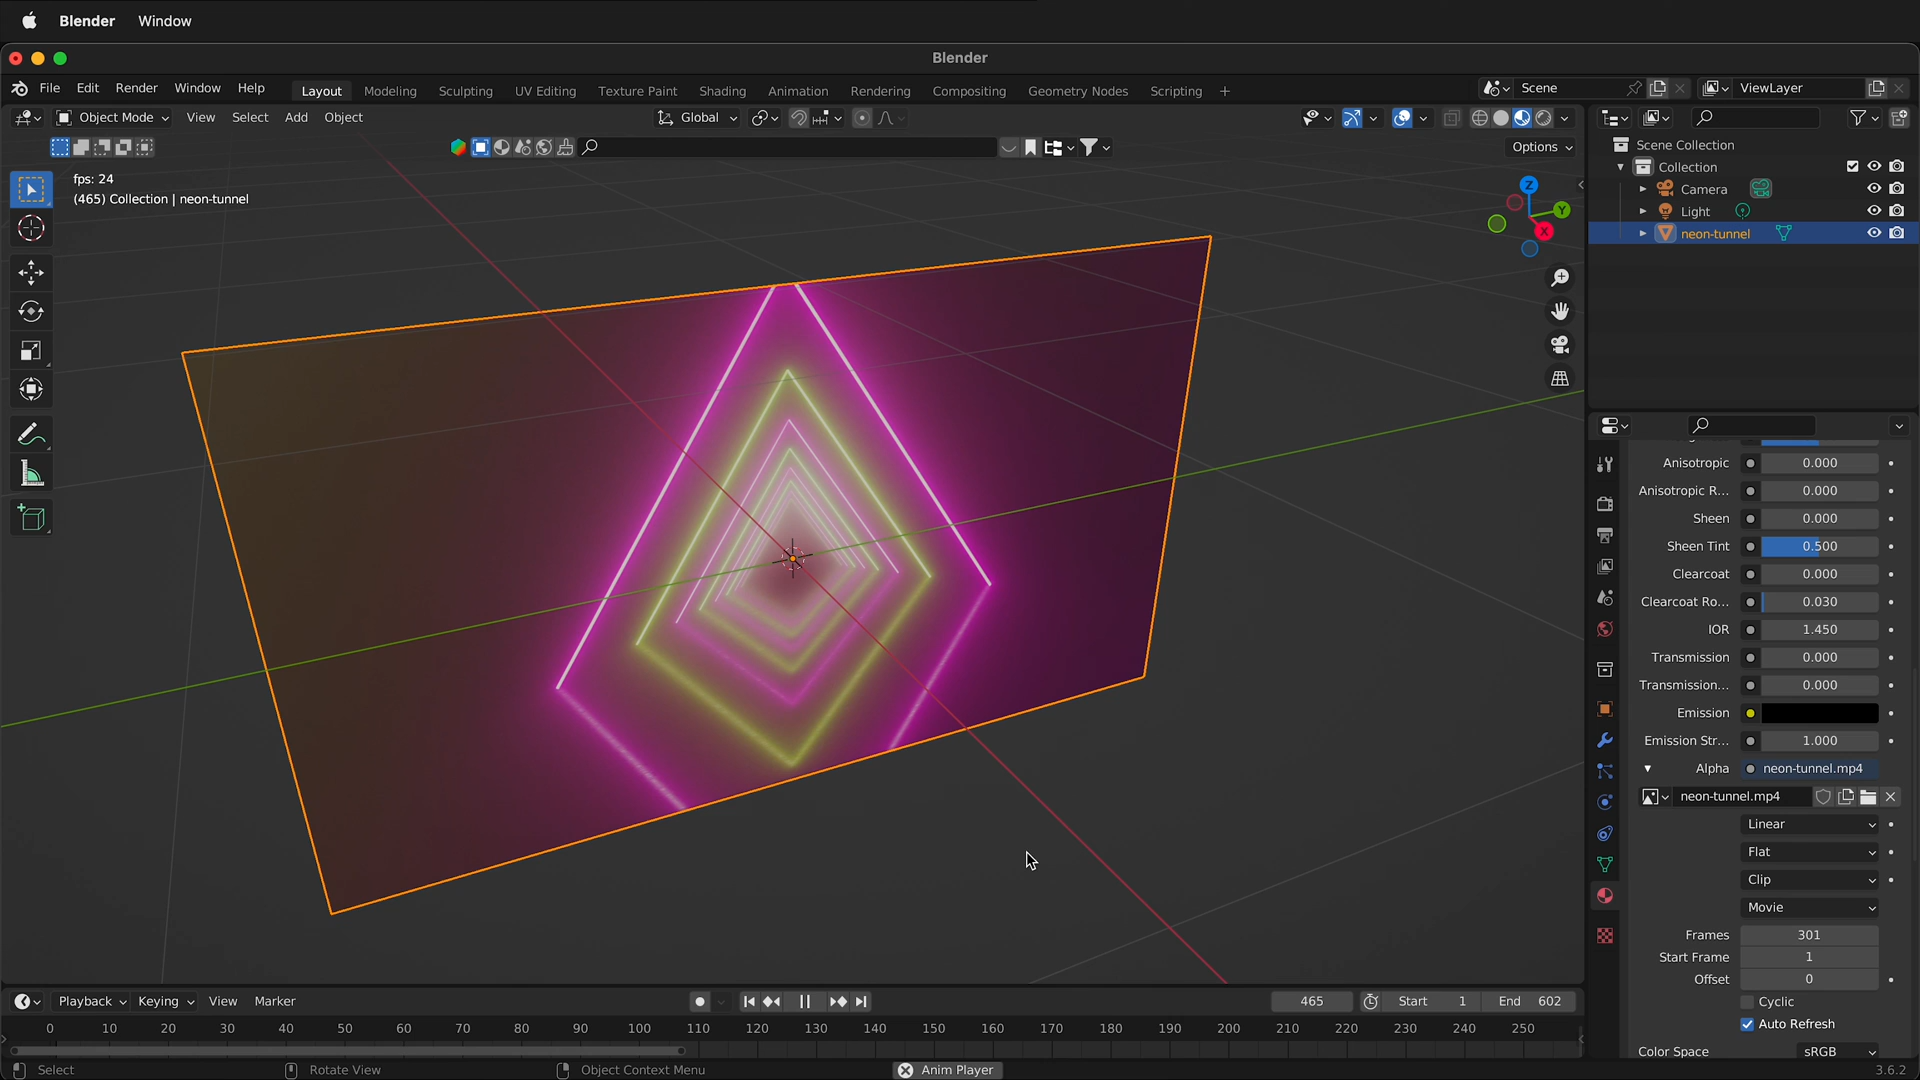 Blender Window
Blender
File Edit Render Window Help Layout Modeling Sculpting UV Editing Texture Paint Shading Animation Rendering Compositing Geometry Nodes Scripting + Scene ViewLayer
Object Mode View Select Add Object Global
Options
fps: 24
(465) Collection | neon-tunnel
Z
Y
X
Scene Collection
Collection
Camera
Light
neon-tunnel
Anisotropic 0.000
Anisotropic R... 0.000
Sheen 0.000
Sheen Tint 0.500
Clearcoat 0.000
Clearcoat Ro... 0.030
IOR 1.450
Transmission 0.000
Transmission... 0.000
Emission
Emission Str... 1.000
Alpha neon-tunnel.mp4
neon-tunnel.mp4
Linear
Flat
Clip
Movie
Frames 301
Start Frame 1
Offset 0
Cyclic
Auto Refresh
Color Space sRGB
Playback Keying View Marker 465 Start 1 End 602
0 10 20 30 40 50 60 70 80 90 100 110 120 130 140 150 160 170 180 190 200 210 220 230 240 250
Select Rotate View Object Context Menu Anim Player 3.6.2